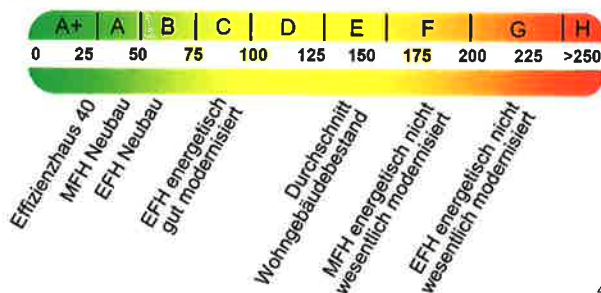 A+ A B C D E F G H
0 25 50 75 100 125 150 175 200 225 >250
Effizienzhaus 40
MFH Neubau
EFH Neubau
EFH energetisch
gut modernisiert
Durchschnitt
Wohngebäudebestand
MFH energetisch nicht
wesentlich modernisiert
EFH energetisch nicht
wesentlich modernisiert